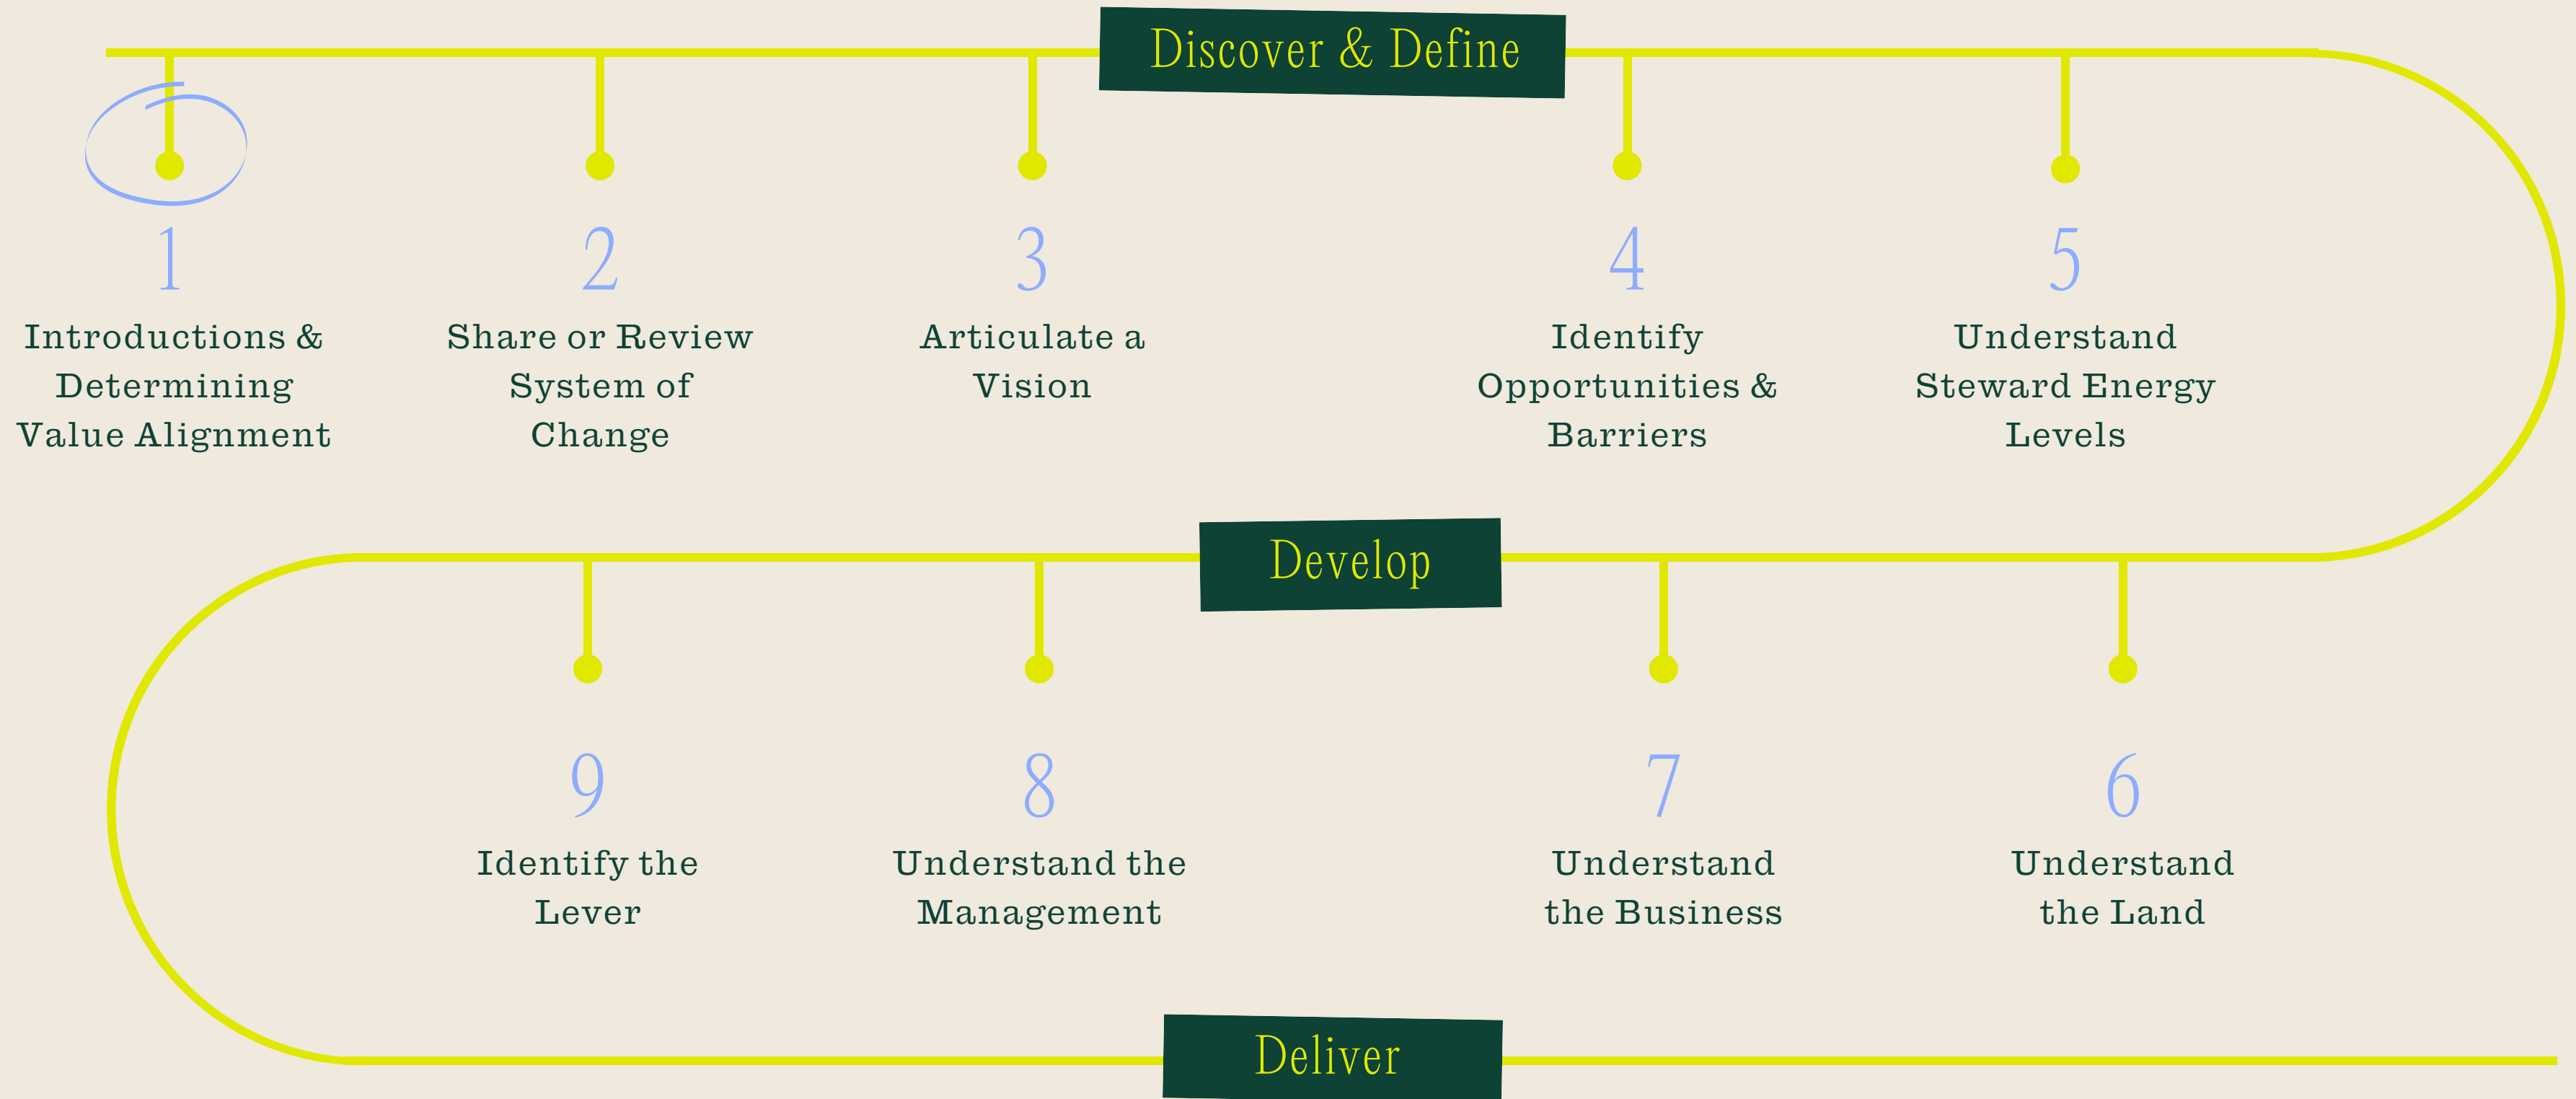 Discover & Define
1
Introductions &
Determining
Value Alignment
2
Share or Review
System of
Change
3
Articulate a
Vision
4
Identify
Opportunities &
Barriers
5
Understand
Steward Energy
Levels
Develop
6
Understand
the Land
7
Understand
the Business
8
Understand the
Management
9
Identify the
Lever
Deliver